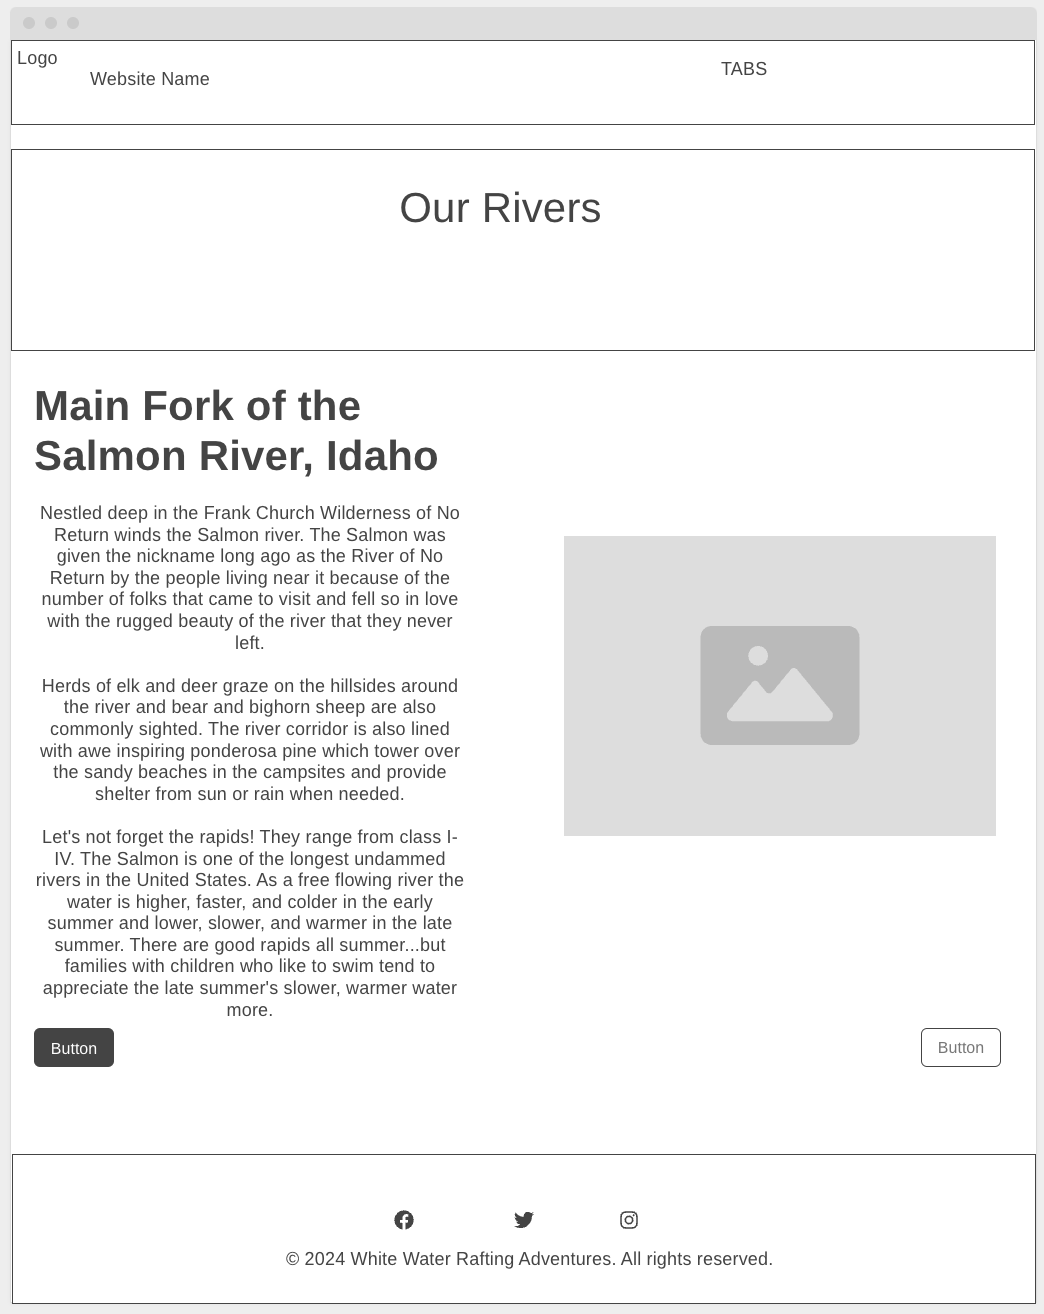 Logo
Website Name
TABS
Our Rivers
Main Fork of the
Salmon River, Idaho
Nestled deep in the Frank Church Wilderness of No
Return winds the Salmon river. The Salmon was
given the nickname long ago as the River of No
Return by the people living near it because of the
number of folks that came to visit and fell so in love
with the rugged beauty of the river that they never
left.
Herds of elk and deer graze on the hillsides around
the river and bear and bighorn sheep are also
commonly sighted. The river corridor is also lined
with awe inspiring ponderosa pine which tower over
the sandy beaches in the campsites and provide
shelter from sun or rain when needed.
Let's not forget the rapids! They range from class I-
IV. The Salmon is one of the longest undammed
rivers in the United States. As a free flowing river the
water is higher, faster, and colder in the early
summer and lower, slower, and warmer in the late
summer. There are good rapids all summer...but
families with children who like to swim tend to
appreciate the late summer's slower, warmer water
more.
Button
Button
© 2024 White Water Rafting Adventures. All rights reserved.